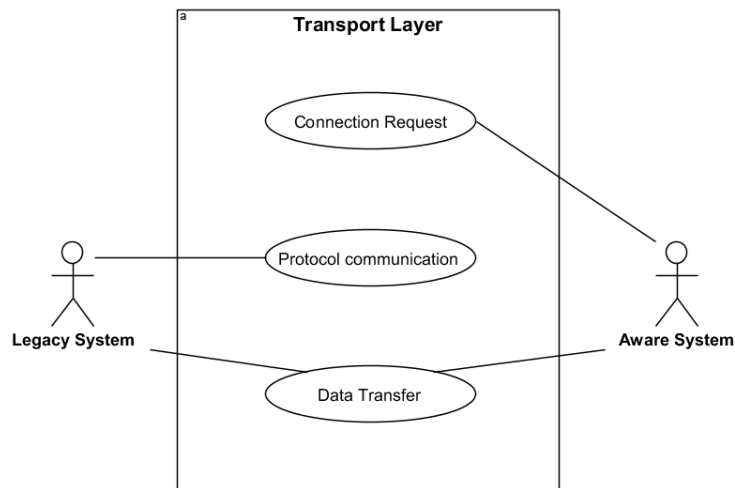 a
Transport Layer
Connection Request
Protocol communication
Legacy System
Aware System
Data Transfer